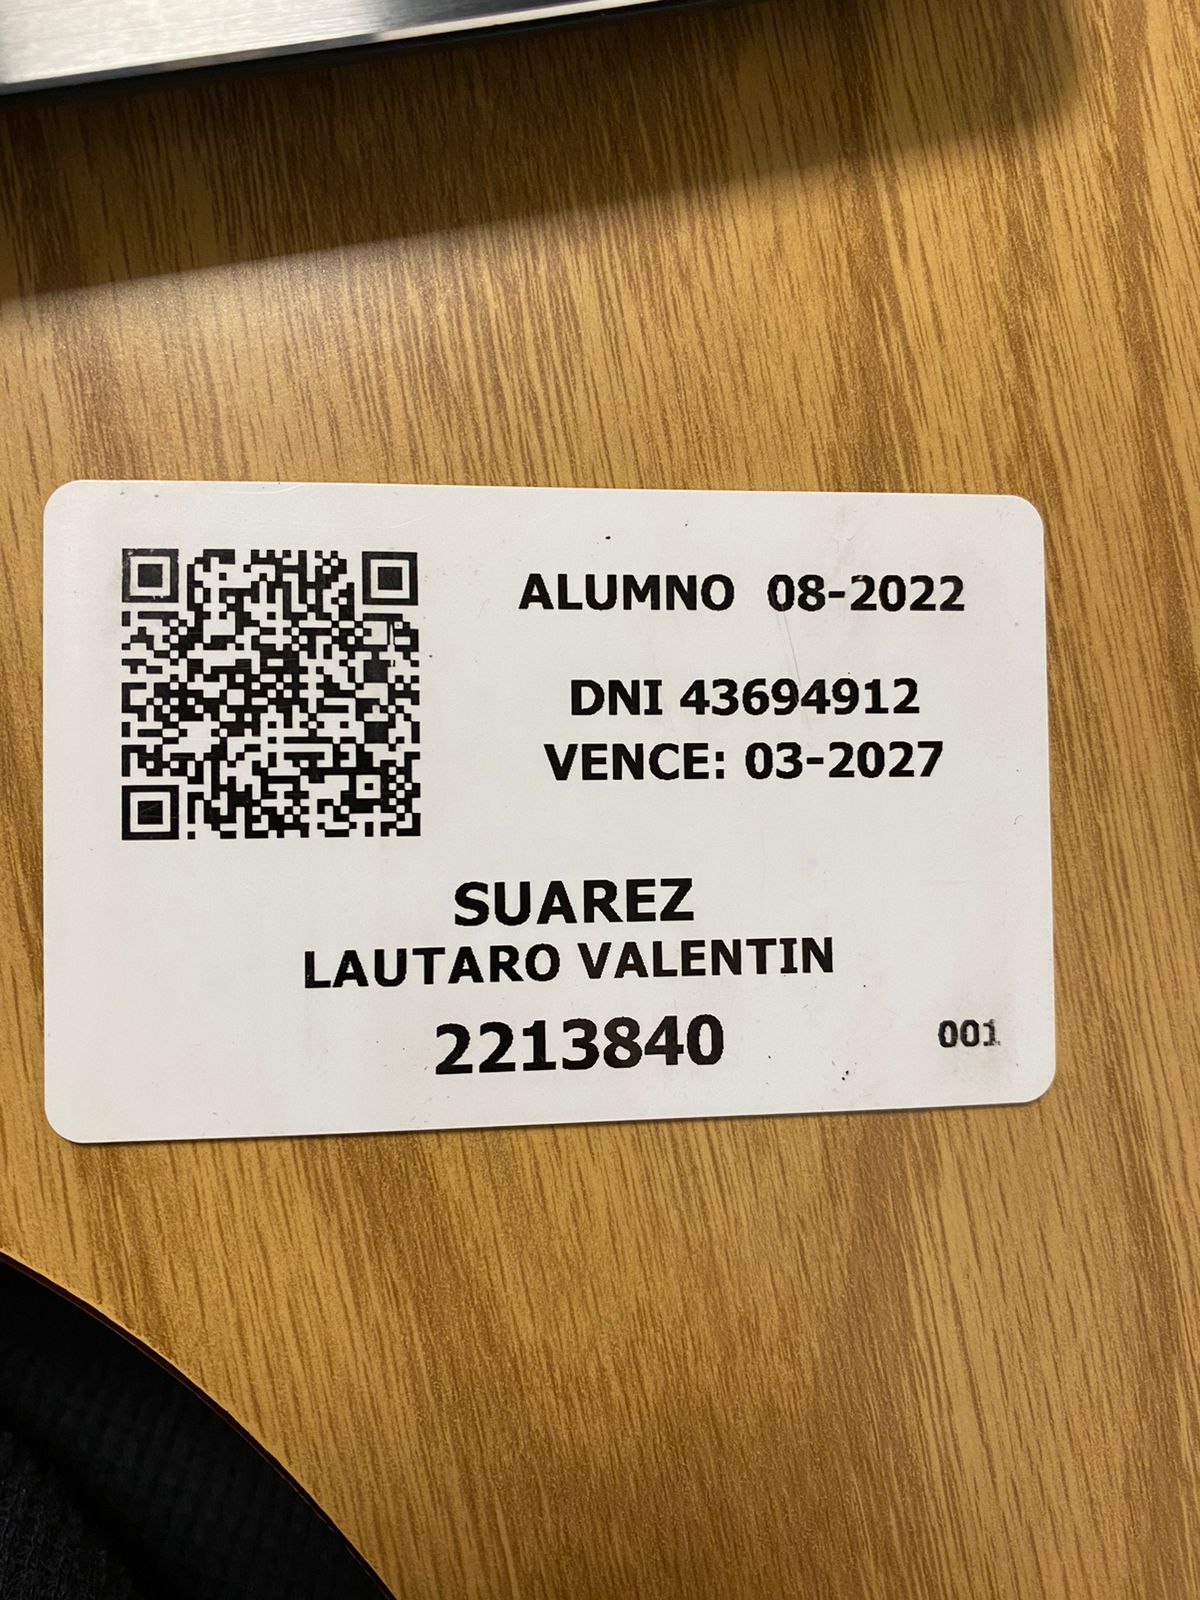 ALUMNO 08-2022
DNI 43694912
VENCE: 03-2027
SUAREZ
LAUTARO VALENTIN
2213840
001